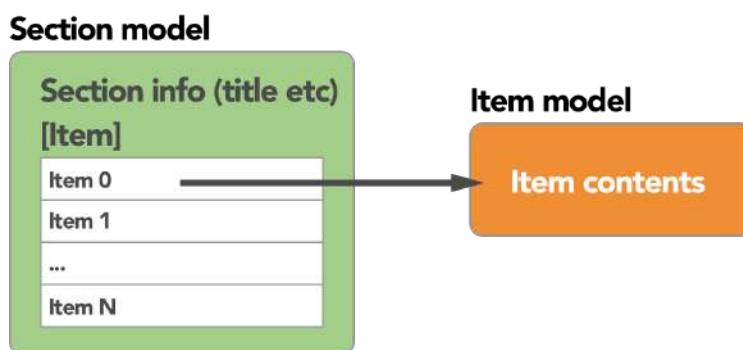 Section model
Section info (title etc)
[Item]
Item 0
Item 1
...
Item N
Item model
Item contents